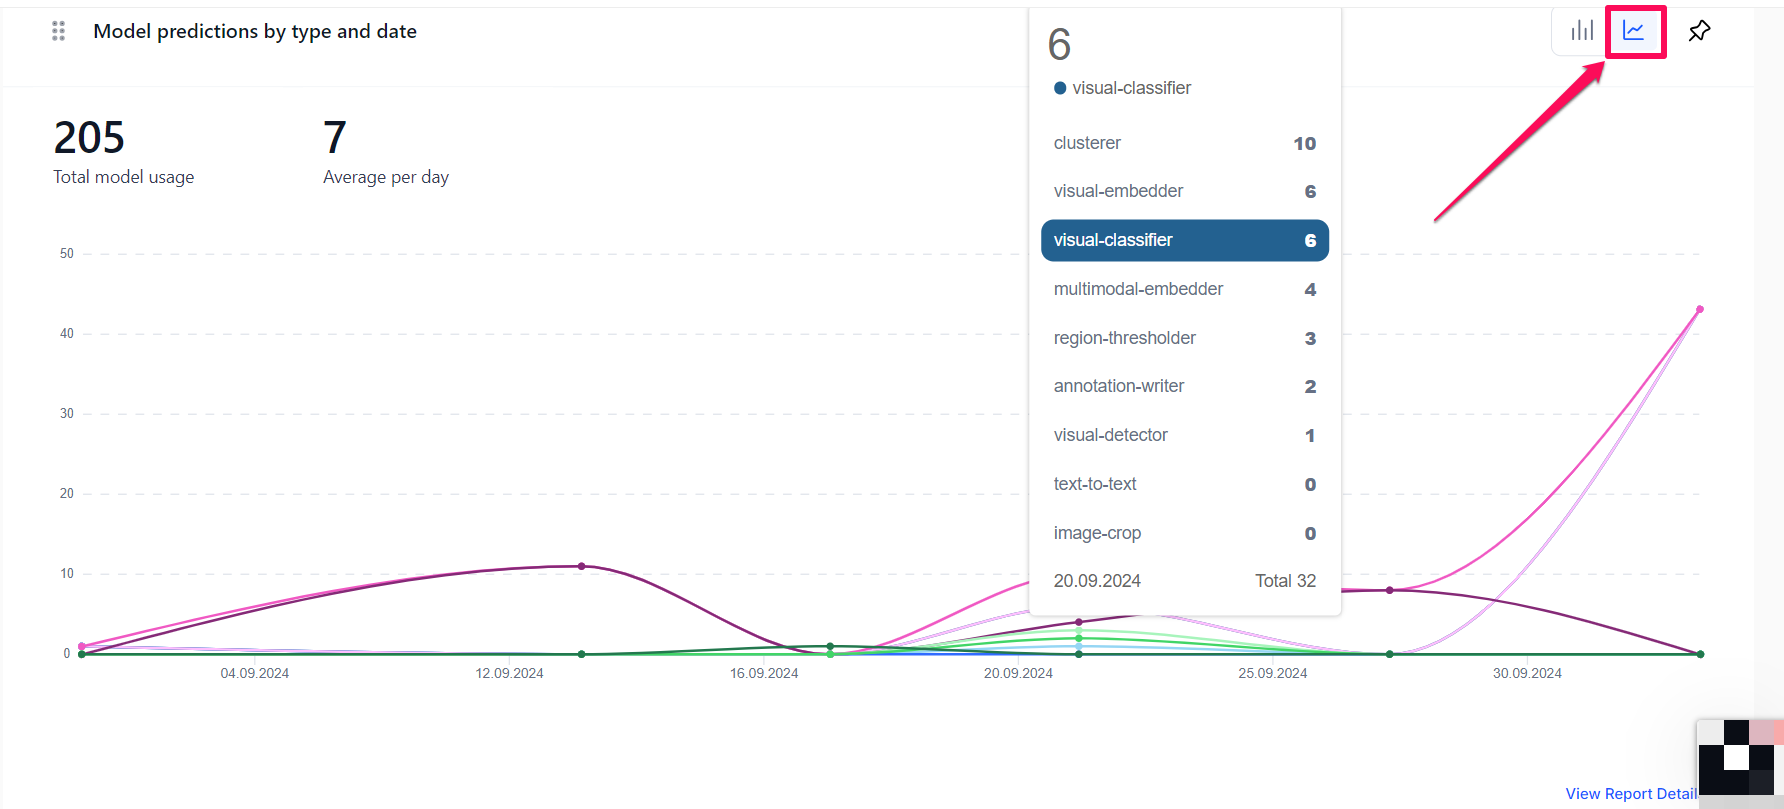 Model predictions by type and date
205
Total model usage
7
Average per day
6
visual-classifier
clusterer 10
visual-embedder 6
visual-classifier 6
multimodal-embedder 4
region-thresholder 3
annotation-writer 2
visual-detector 1
text-to-text 0
image-crop 0
20.09.2024 Total 32
50
40
30
20
10
0
04.09.2024 12.09.2024 16.09.2024 20.09.2024 25.09.2024 30.09.2024
View Report Detail